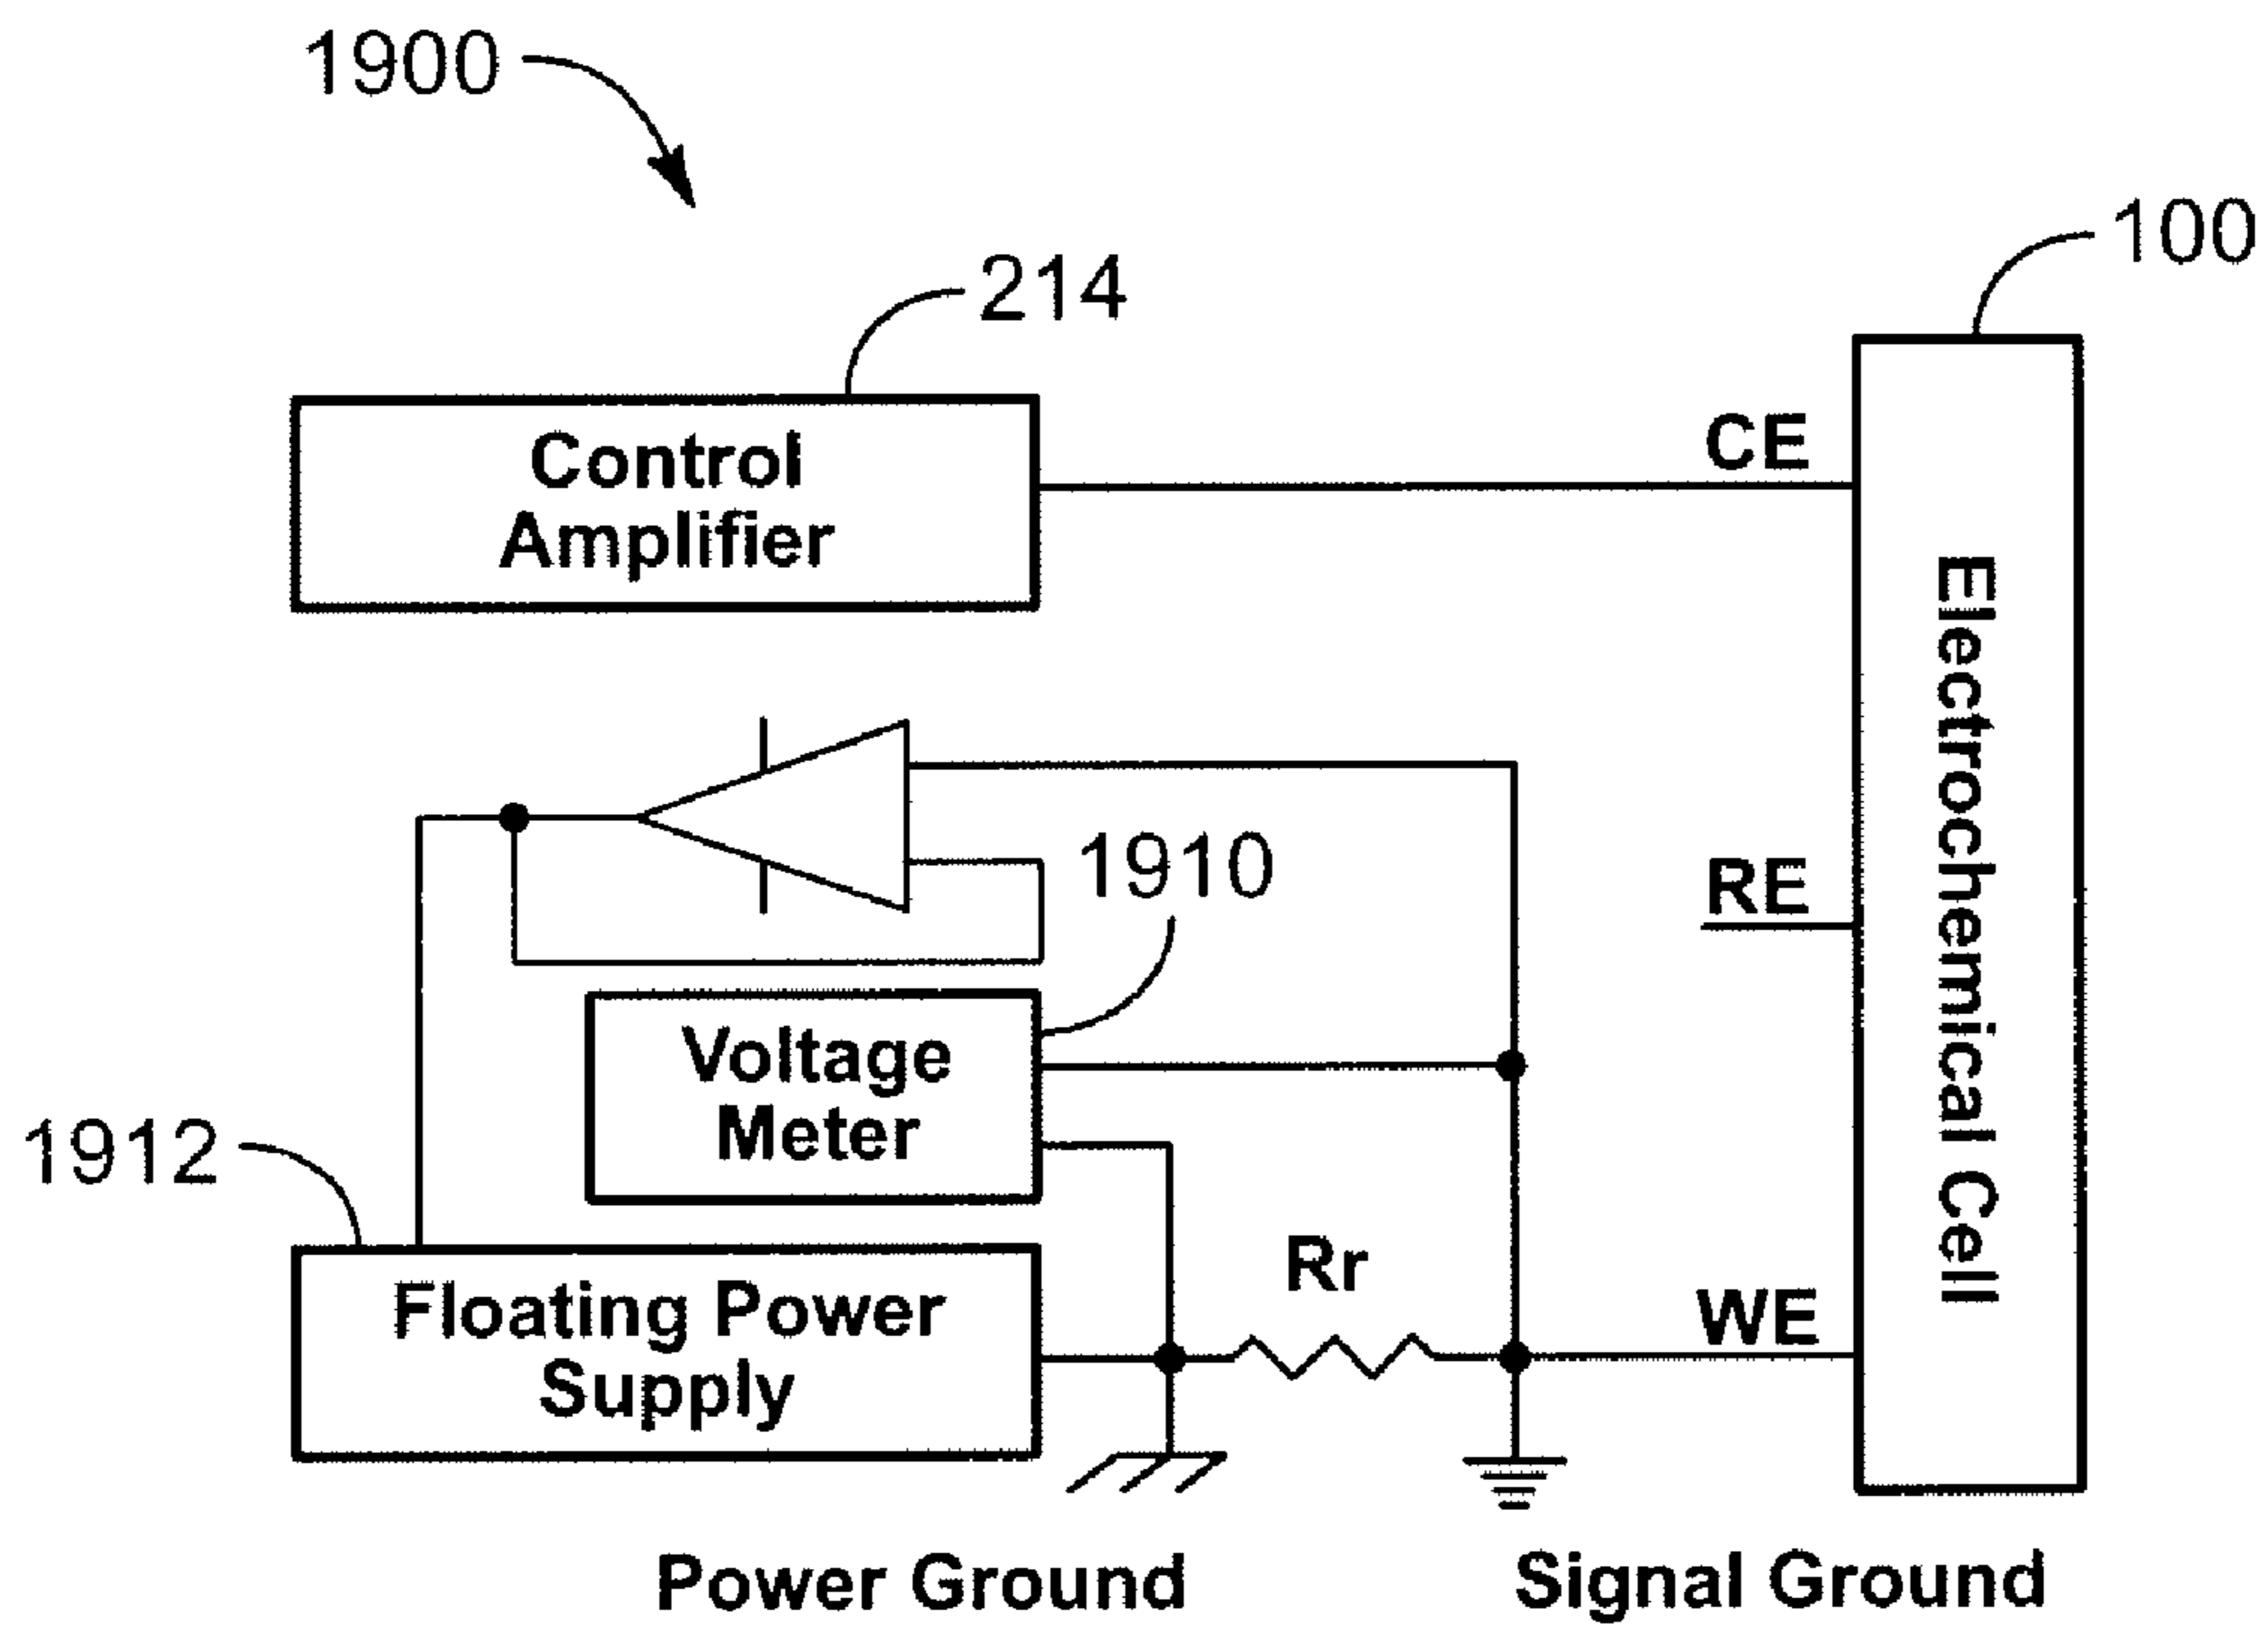 1900
100
214
CE
Control
Amplifier
Electrochemical Cell
1910
RE
Voltage
Meter
1912
Rr
WE
Floating Power
Supply
Power Ground
Signal Ground